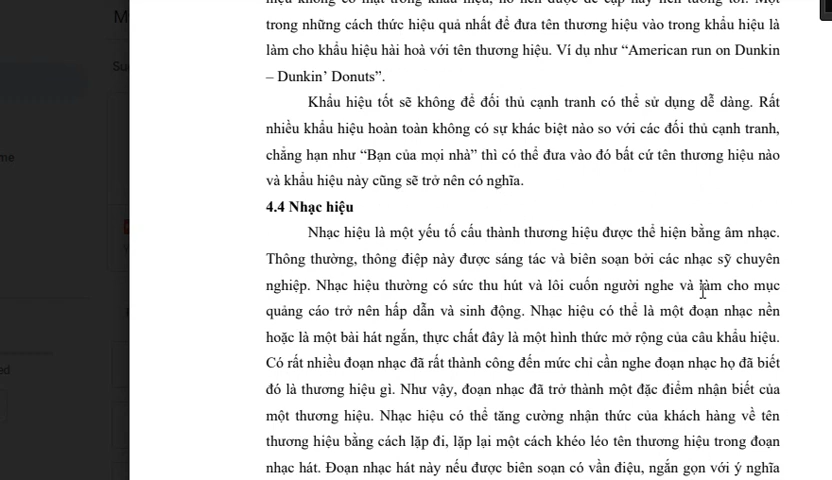 trong những cách thức hiệu quả nhất để đưa tên thương hiệu vào trong khẩu hiệu là
làm cho khẩu hiệu hài hoà với tên thương hiệu. Ví dụ như “American run on Dunkin
– Dunkin’ Donuts”.
Khẩu hiệu tốt sẽ không để đối thủ cạnh tranh có thể sử dụng dễ dàng. Rất
nhiều khẩu hiệu hoàn toàn không có sự khác biệt nào so với các đối thủ cạnh tranh,
chẳng hạn như “Bạn của mọi nhà” thì có thể đưa vào đó bất cứ tên thương hiệu nào
và khẩu hiệu này cũng sẽ trở nên có nghĩa.
4.4 Nhạc hiệu
Nhạc hiệu là một yếu tố cấu thành thương hiệu được thể hiện bằng âm nhạc.
Thông thường, thông điệp này được sáng tác và biên soạn bởi các nhạc sỹ chuyên
nghiệp. Nhạc hiệu thường có sức thu hút và lôi cuốn người nghe và làm cho mục
quảng cáo trở nên hấp dẫn và sinh động. Nhạc hiệu có thể là một đoạn nhạc nền
hoặc là một bài hát ngắn, thực chất đây là một hình thức mở rộng của câu khẩu hiệu.
Có rất nhiều đoạn nhạc đã rất thành công đến mức chỉ cần nghe đoạn nhạc họ đã biết
đó là thương hiệu gì. Như vậy, đoạn nhạc đã trở thành một đặc điểm nhận biết của
một thương hiệu. Nhạc hiệu có thể tăng cường nhận thức của khách hàng về tên
thương hiệu bằng cách lặp đi, lặp lại một cách khéo léo tên thương hiệu trong đoạn
nhạc hát. Đoạn nhạc hát này nếu được biên soạn có vần điệu, ngắn gọn với ý nghĩa